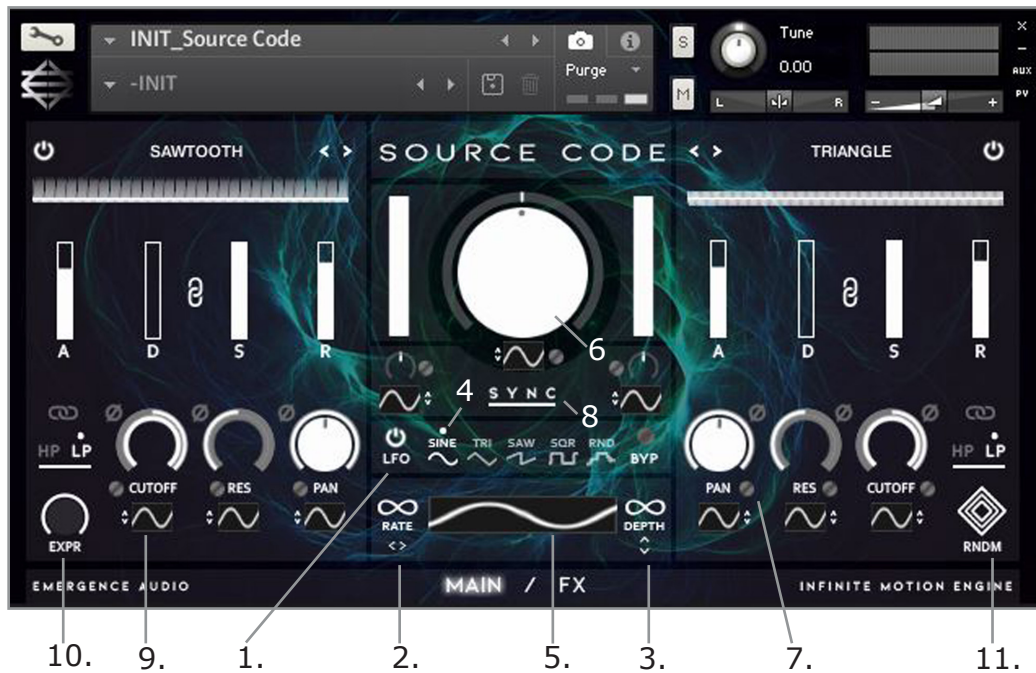 INIT_Source Code
S
Tune
0.00
×
–
AUX
PV
-INIT
Purge
M
L R
- +
SAWTOOTH < >
SOURCE CODE
< > TRIANGLE
A D S R
A D S R
6
SYNC
4
8
HP LP
LFO
SINE TRI SAW SQR RND
BYP
HP LP
CUTOFF RES PAN
PAN RES CUTOFF
EXPR
RATE
< >
DEPTH
RNDM
EMERGENCE AUDIO
MAIN / FX
INFINITE MOTION ENGINE
10. 9. 1. 2. 5. 3. 7. 11.